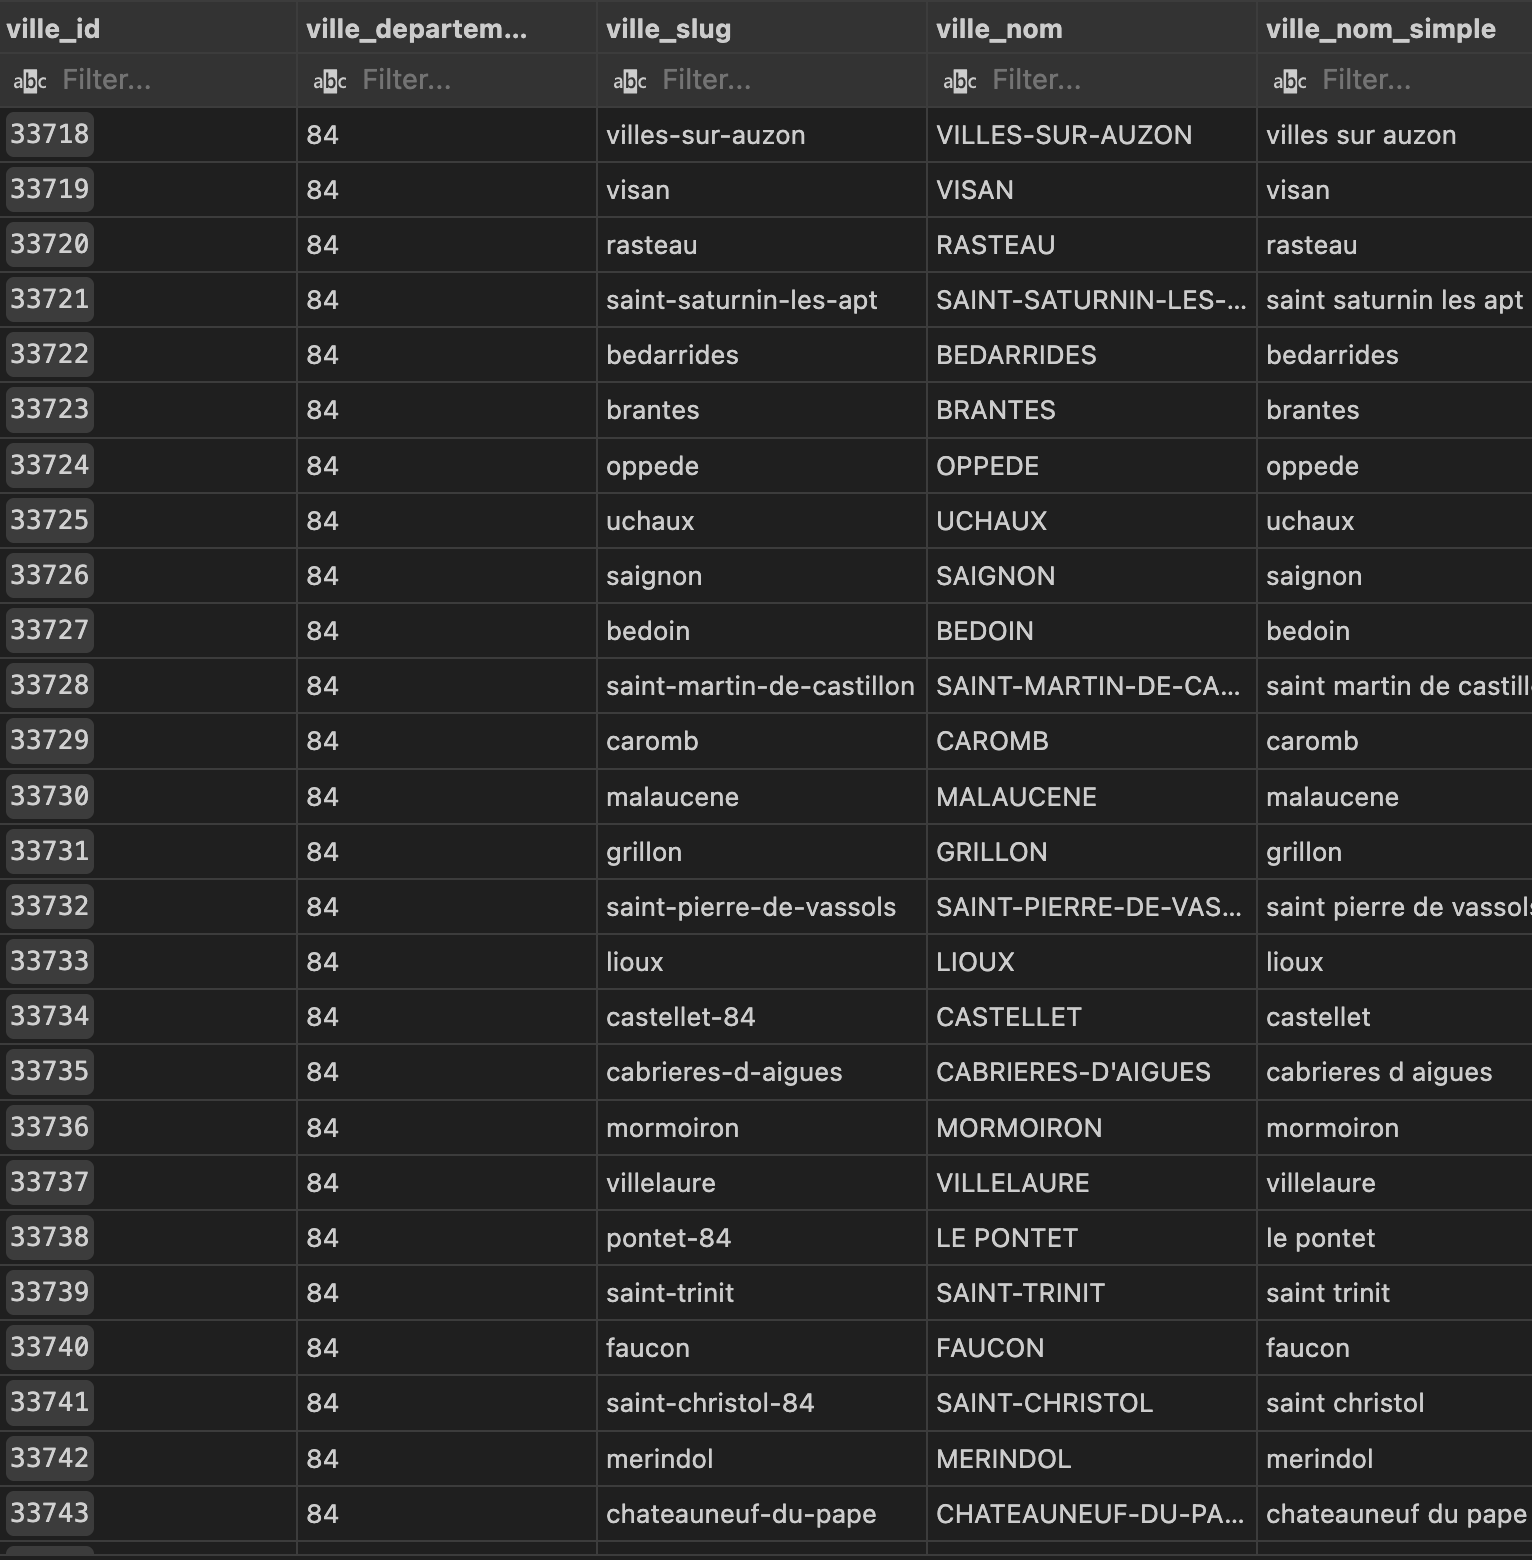 ville_id ville_departem... ville_slug ville_nom ville_nom_simple
abc Filter... abc Filter... abc Filter... abc Filter... abc Filter...
33718 84 villes-sur-auzon VILLES-SUR-AUZON villes sur auzon
33719 84 visan VISAN visan
33720 84 rasteau RASTEAU rasteau
33721 84 saint-saturnin-les-apt SAINT-SATURNIN-LES-... saint saturnin les apt
33722 84 bedarrides BEDARRIDES bedarrides
33723 84 brantes BRANTES brantes
33724 84 oppede OPPEDE oppede
33725 84 uchaux UCHAUX uchaux
33726 84 saignon SAIGNON saignon
33727 84 bedoin BEDOIN bedoin
33728 84 saint-martin-de-castillon SAINT-MARTIN-DE-CA... saint martin de castill
33729 84 caromb CAROMB caromb
33730 84 malaucene MALAUCENE malaucene
33731 84 grillon GRILLON grillon
33732 84 saint-pierre-de-vassols SAINT-PIERRE-DE-VAS... saint pierre de vassols
33733 84 lioux LIOUX lioux
33734 84 castellet-84 CASTELLET castellet
33735 84 cabrieres-d-aigues CABRIERES-D'AIGUES cabrieres d aigues
33736 84 mormoiron MORMOIRON mormoiron
33737 84 villelaure VILLELAURE villelaure
33738 84 pontet-84 LE PONTET le pontet
33739 84 saint-trinit SAINT-TRINIT saint trinit
33740 84 faucon FAUCON faucon
33741 84 saint-christol-84 SAINT-CHRISTOL saint christol
33742 84 merindol MERINDOL merindol
33743 84 chateauneuf-du-pape CHATEAUNEUF-DU-PA... chateauneuf du pape